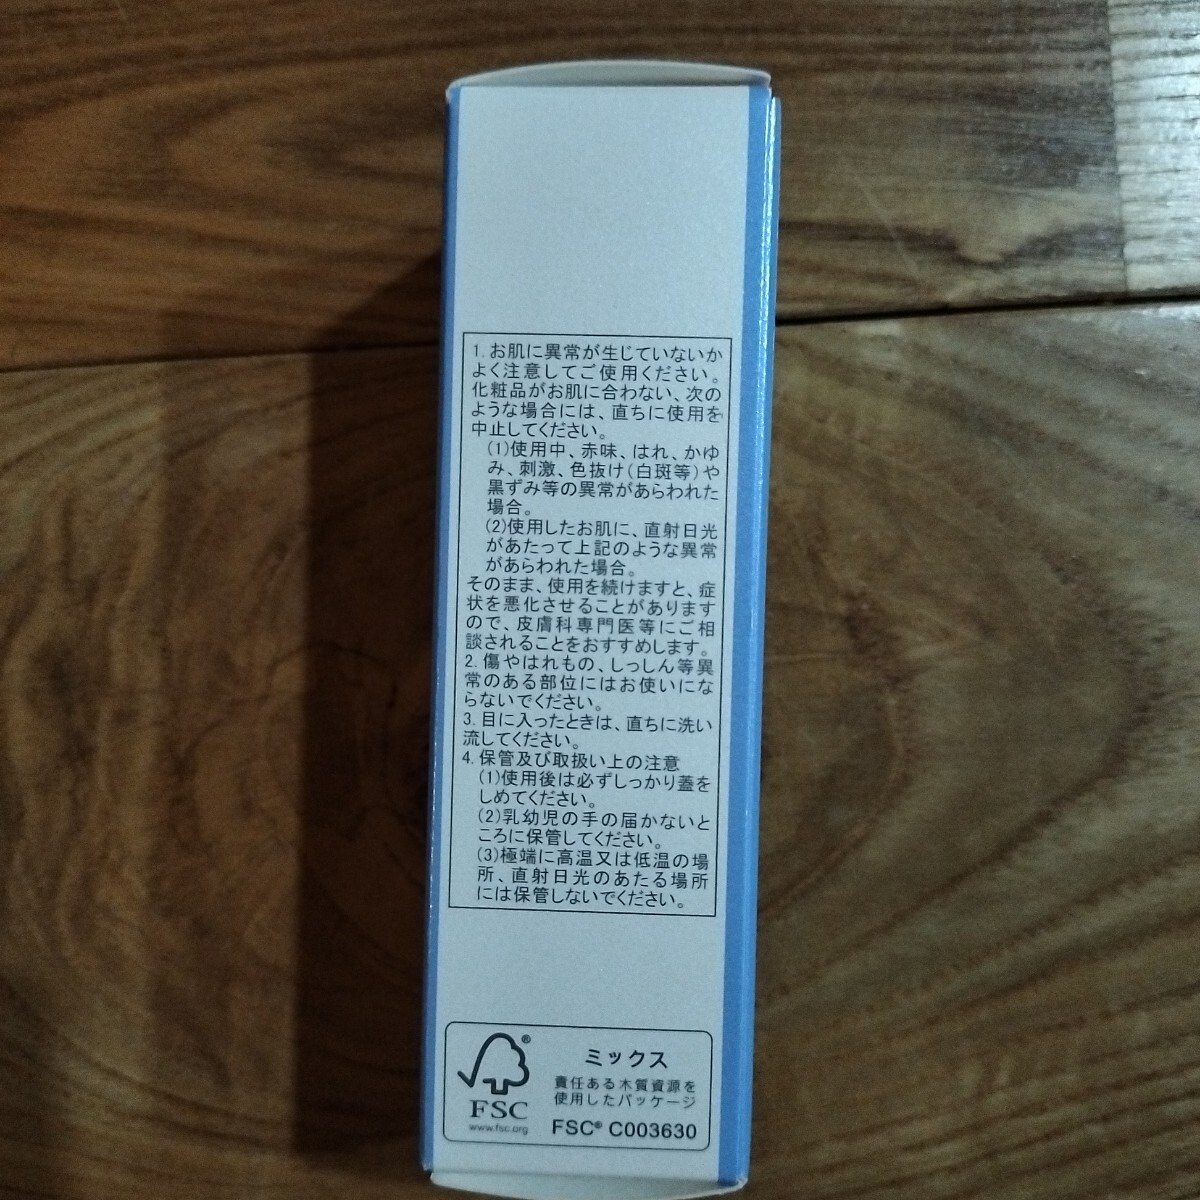 1. お肌に異常が生じていないか
よく注意してご使用ください。
化粧品がお肌に合わない、次の
ような場合には、直ちに使用を
中止してください。
(1)使用中、赤味、はれ、かゆ
み、刺激、色抜け(白斑等)や
黒ずみ等の異常があらわれた
場合。
(2)使用したお肌に、直射日光
があたって上記のような異常
があらわれた場合。
そのまま、使用を続けますと、症
状を悪化させることがあります
ので、皮膚科専門医等にご相
談されることをおすすめします。
2. 傷やはれもの、しっしん等異
常のある部位にはお使いにな
らないでください。
3. 目に入ったときは、直ちに洗い
流してください。
4. 保管及び取扱い上の注意
(1)使用後は必ずしっかり蓋を
しめてください。
(2)乳幼児の手の届かないと
ころに保管してください。
(3)極端に高温又は低温の場
所、直射日光のあたる場所
には保管しないでください。
®
FSC
www.fsc.org
ミックス
責任ある木質資源を
使用したパッケージ
FSC® C003630